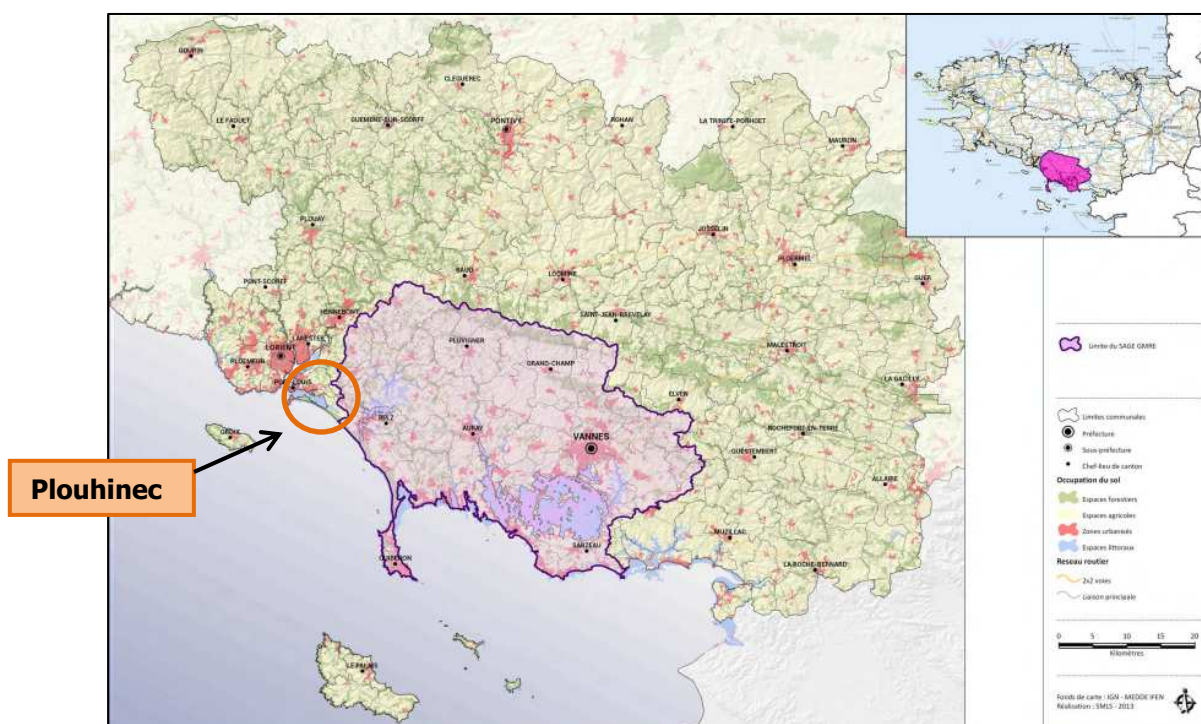 GOURIN
CLEGUEREC
LE FAOUET
GUEMENE-SUR-SCORFF
PONTIVY
ROHAN
LA TRINITE-PORHOET
MAURON
PLOUAY
JOSSELIN
PLOERMEL
GUER
BAUD
LOCMINE
PONT-SCORFF
HENNEBONT
SAINT-JEAN-BREVELAY
LANESTER
LORIENT
PLOEMEUR
PLUVIGNER
GRAND-CHAMP
MALESTROIT
PORT-LOUIS
ELVEN
LA GACILLY
GROIX
BELZ
AURAY
VANNES
ROCHEFORT-EN-TERRE
QUESTEMBERT
ALLAIRE
Plouhinec
MUZILLAC
SARZEAU
QUIBERON
LA ROCHE-BERNARD
LE PALAIS
Limite du SAGE GMRE
Limites communales
Préfecture
Sous-préfecture
Chef-lieu de canton
Occupation du sol
Espaces forestiers
Espaces agricoles
Zones urbanisés
Espaces littoraux
Reseau routier
2x2 voies
Liaison principale
0 5 10 15 20
Kilomètres
Fonds de carte : IGN - MEDDE IFEN
Réalisation : SMLS - 2013